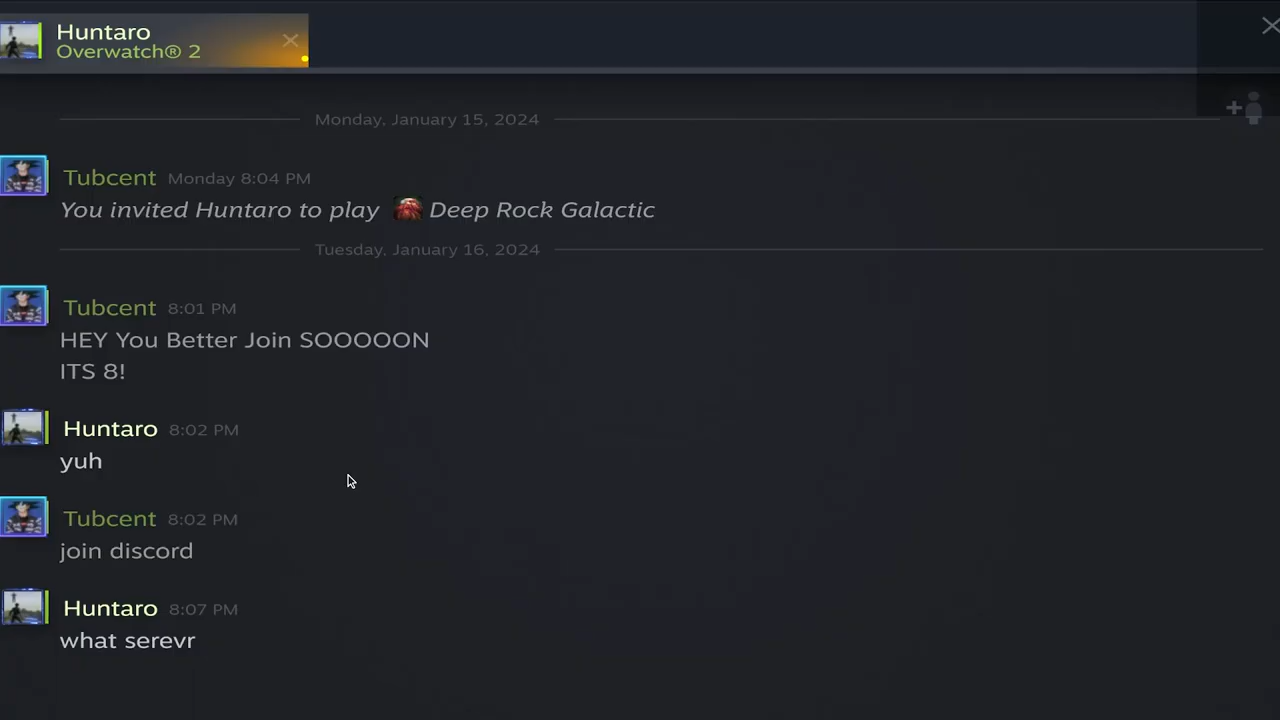 Huntaro
Overwatch® 2
Monday, January 15, 2024
Tubcent Monday 8:04 PM
You invited Huntaro to play Deep Rock Galactic
Tuesday, January 16, 2024
Tubcent 8:01 PM
HEY You Better Join SOOOOON
ITS 8!
Huntaro 8:02 PM
yuh
Tubcent 8:02 PM
join discord
Huntaro 8:07 PM
what serevr